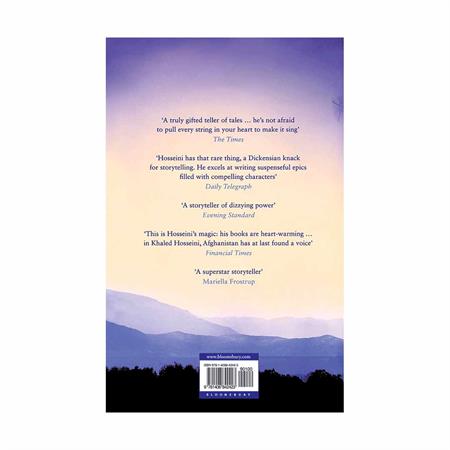 ‘A truly gifted teller of tales … he’s not afraid
to pull every string in your heart to make it sing’
The Times
‘Hosseini has that rare thing, a Dickensian knack
for storytelling. He excels at writing suspenseful epics
filled with compelling characters’
Daily Telegraph
‘A storyteller of dizzying power’
Evening Standard
‘This is Hosseini’s magic: his books are heart-warming …
in Khaled Hosseini, Afghanistan has at last found a voice’
Financial Times
‘A superstar storyteller’
Mariella Frostrup
www.bloomsbury.com
90100
BLOOMSBURY